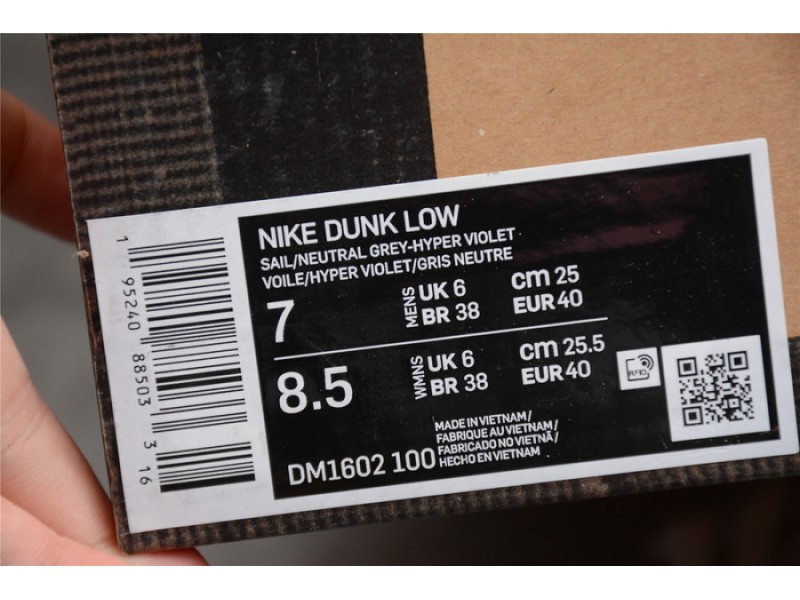 NIKE DUNK LOW
SAIL/NEUTRAL GREY-HYPER VIOLET
VOILE/HYPER VIOLET/GRIS NEUTRE
7
MENS
UK 6
BR 38
cm 25
EUR 40
8.5
WMNS
UK 6
BR 38
cm 25.5
EUR 40
RFID
DM1602 100
MADE IN VIETNAM/
FABRIQUE AU VIETNAM/
FABRICADO NO VIETNÃ/
HECHO EN VIETNAM
1 95240 88503 3 16